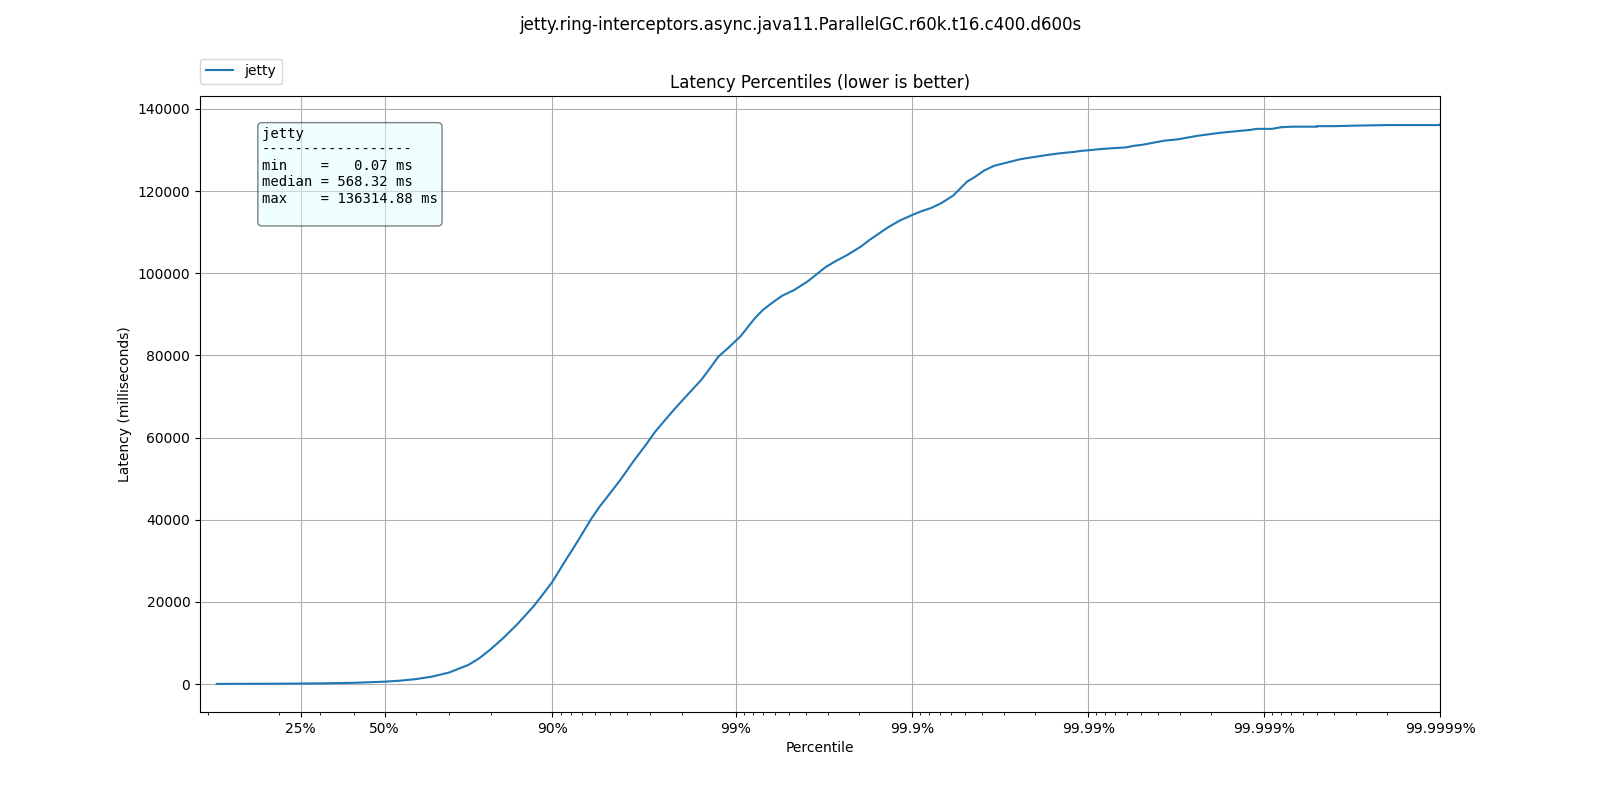 jetty.ring-interceptors.async.java11.ParallelGC.r60k.t16.c400.d600s
jetty
Latency Percentiles (lower is better)
140000
120000
100000
80000
60000
40000
20000
0
Latency (milliseconds)
jetty
------------------
min    =   0.07 ms
median = 568.32 ms
max    = 136314.88 ms
25% 50% 90% 99% 99.9% 99.99% 99.999% 99.9999%
Percentile